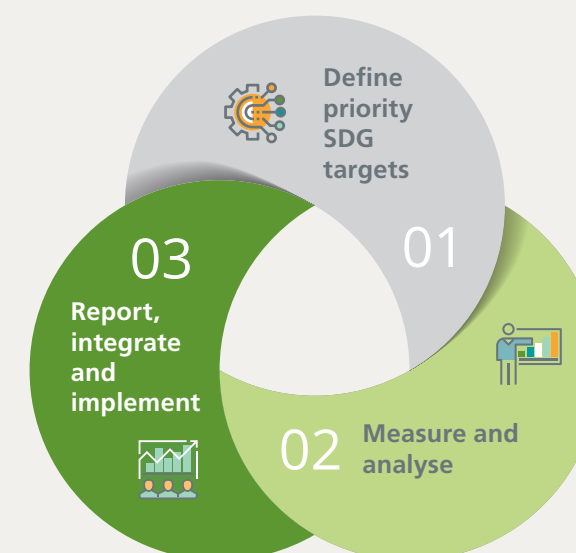 Define
priority
SDG
targets
01
02
Measure and
analyse
03
Report,
integrate
and
implement